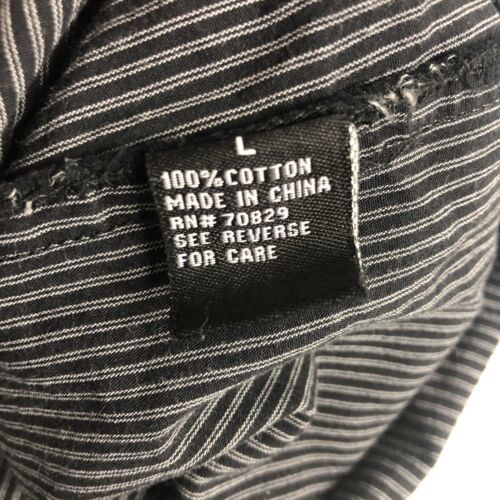 L
100%COTTON
MADE IN CHINA
RN# 70829
SEE REVERSE
FOR CARE